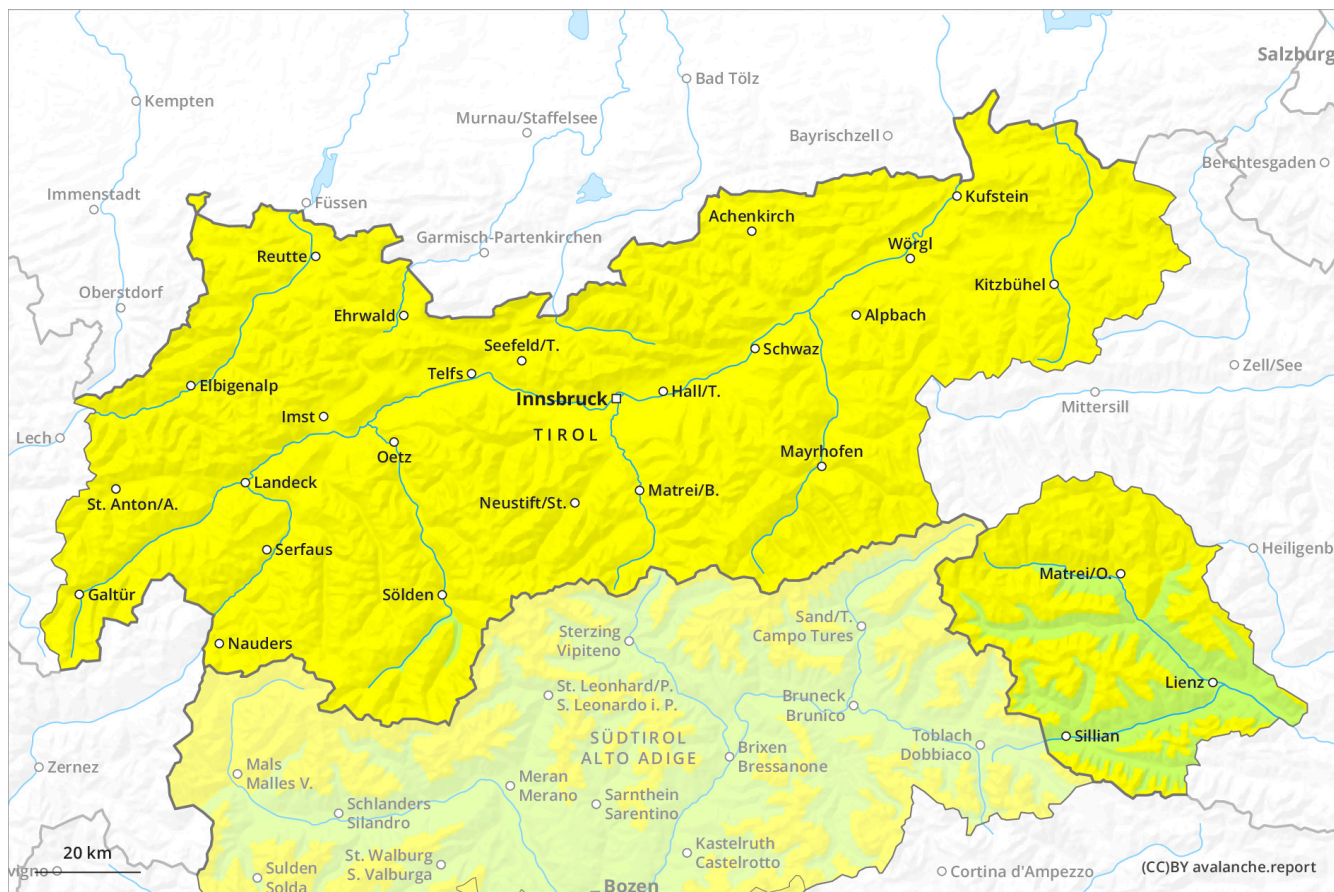 Salzburg
Bad Tölz
Kempten
Murnau/Staffelsee
Bayrischzell
Berchtesgaden
Immenstadt
Füssen
Kufstein
Achenkirch
Garmisch-Partenkirchen
Wörgl
Reutte
Oberstdorf
Kitzbühel
Ehrwald
Alpbach
Seefeld/T.
Schwaz
Zell/See
Telfs
Elbigenalp
Hall/T.
Innsbruck
Mittersill
Imst
TIROL
Lech
Oetz
Mayrhofen
Landeck
Matrei/B.
St. Anton/A.
Neustift/St.
Serfaus
Heiligenb
Matrei/O.
Galtür
Sölden
Sand/T.
Campo Tures
Sterzing
Vipiteno
Nauders
Lienz
St. Leonhard/P.
S. Leonardo i. P.
Bruneck
Brunico
SÜDTIROL
ALTO ADIGE
Toblach
Dobbiaco
Sillian
Brixen
Bressanone
Zernez
Mals
Malles V.
Meran
Merano
Sarnthein
Sarentino
Schlanders
Silandro
Kastelruth
Castelrotto
20 km
St. Walburg
S. Valburga
vigno
Sulden
Solda
Cortina d'Ampezzo
(CC)BY avalanche.report
Bozen